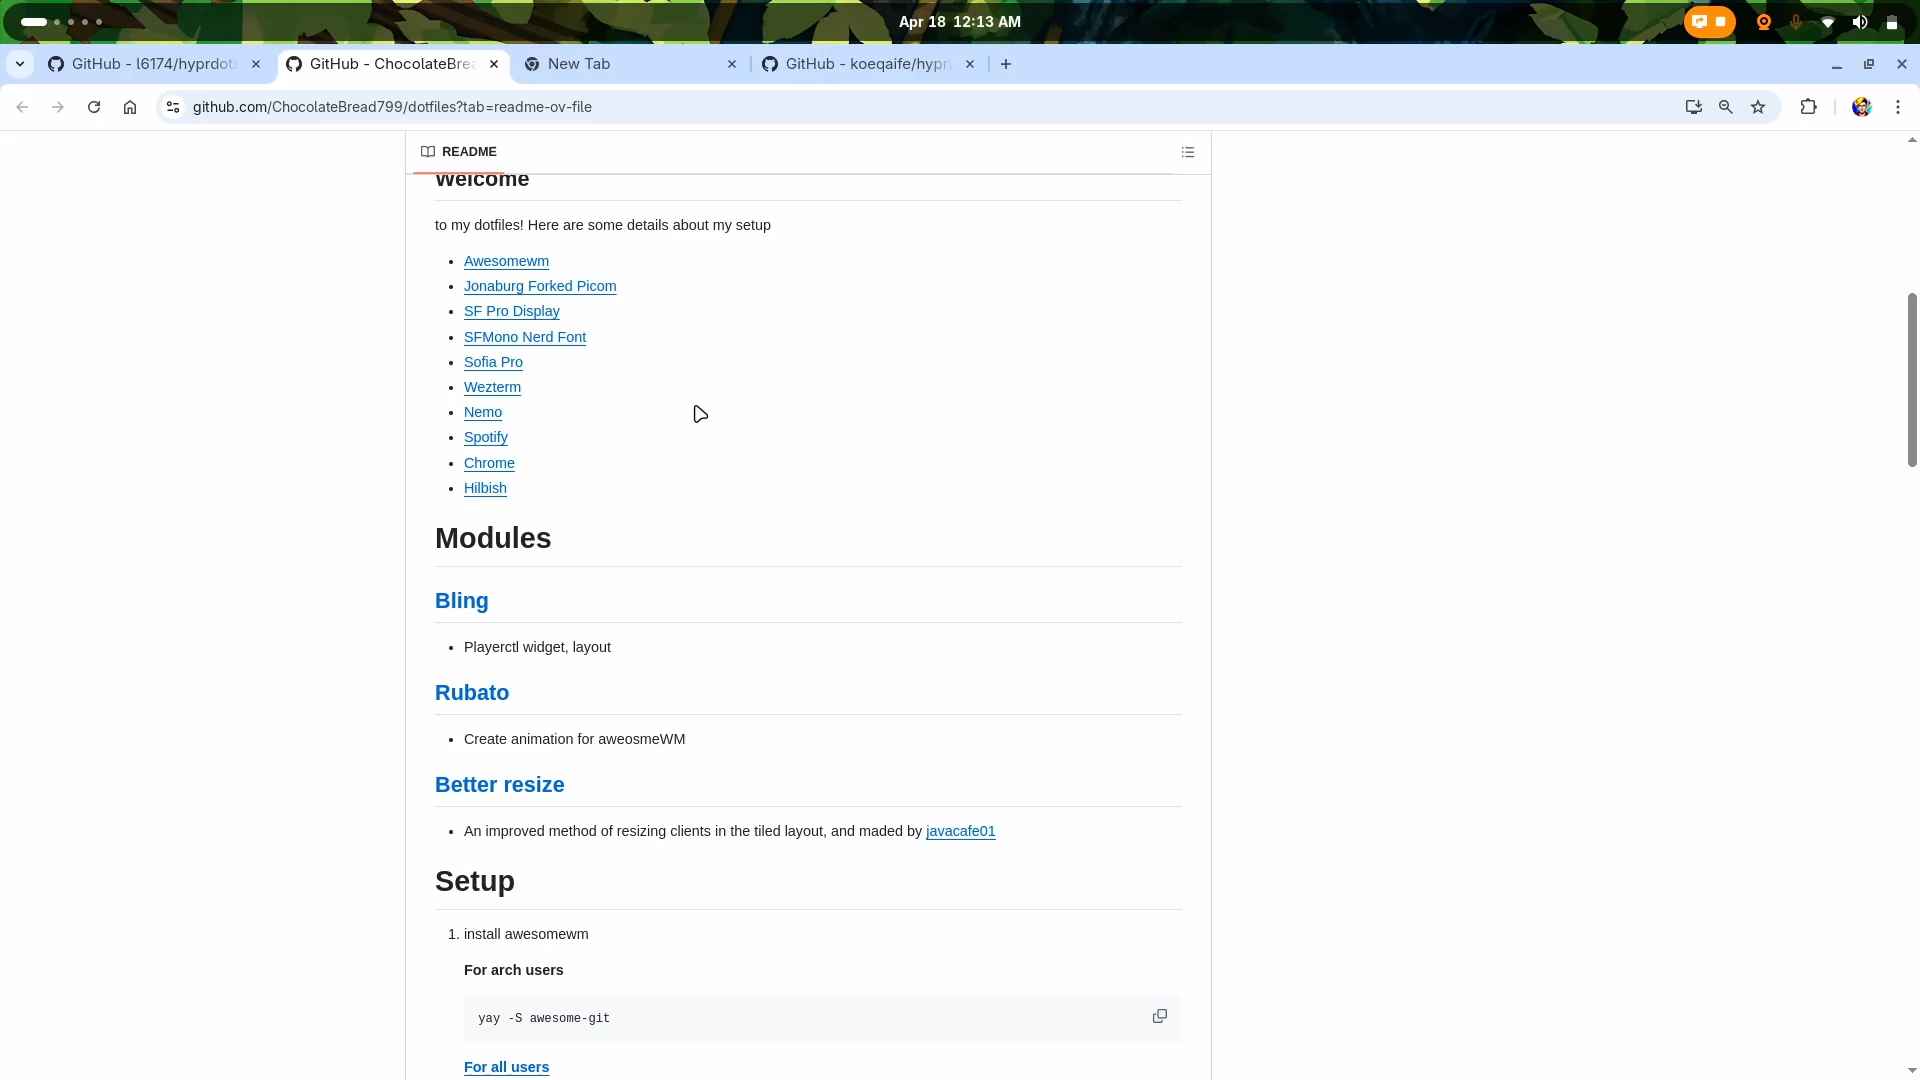 Apr 18 12:13 AM
GitHub - l6174/hyprdots
GitHub - ChocolateBrea
New Tab
GitHub - koeqaife/hyprl
github.com/ChocolateBread799/dotfiles?tab=readme-ov-file
README
Welcome
to my dotfiles! Here are some details about my setup
Awesomewm
Jonaburg Forked Picom
SF Pro Display
SFMono Nerd Font
Sofia Pro
Wezterm
Nemo
Spotify
Chrome
Hilbish
Modules
Bling
Playerctl widget, layout
Rubato
Create animation for aweosmeWM
Better resize
An improved method of resizing clients in the tiled layout, and maded by javacafe01
Setup
1. install awesomewm
For arch users
yay -S awesome-git
For all users